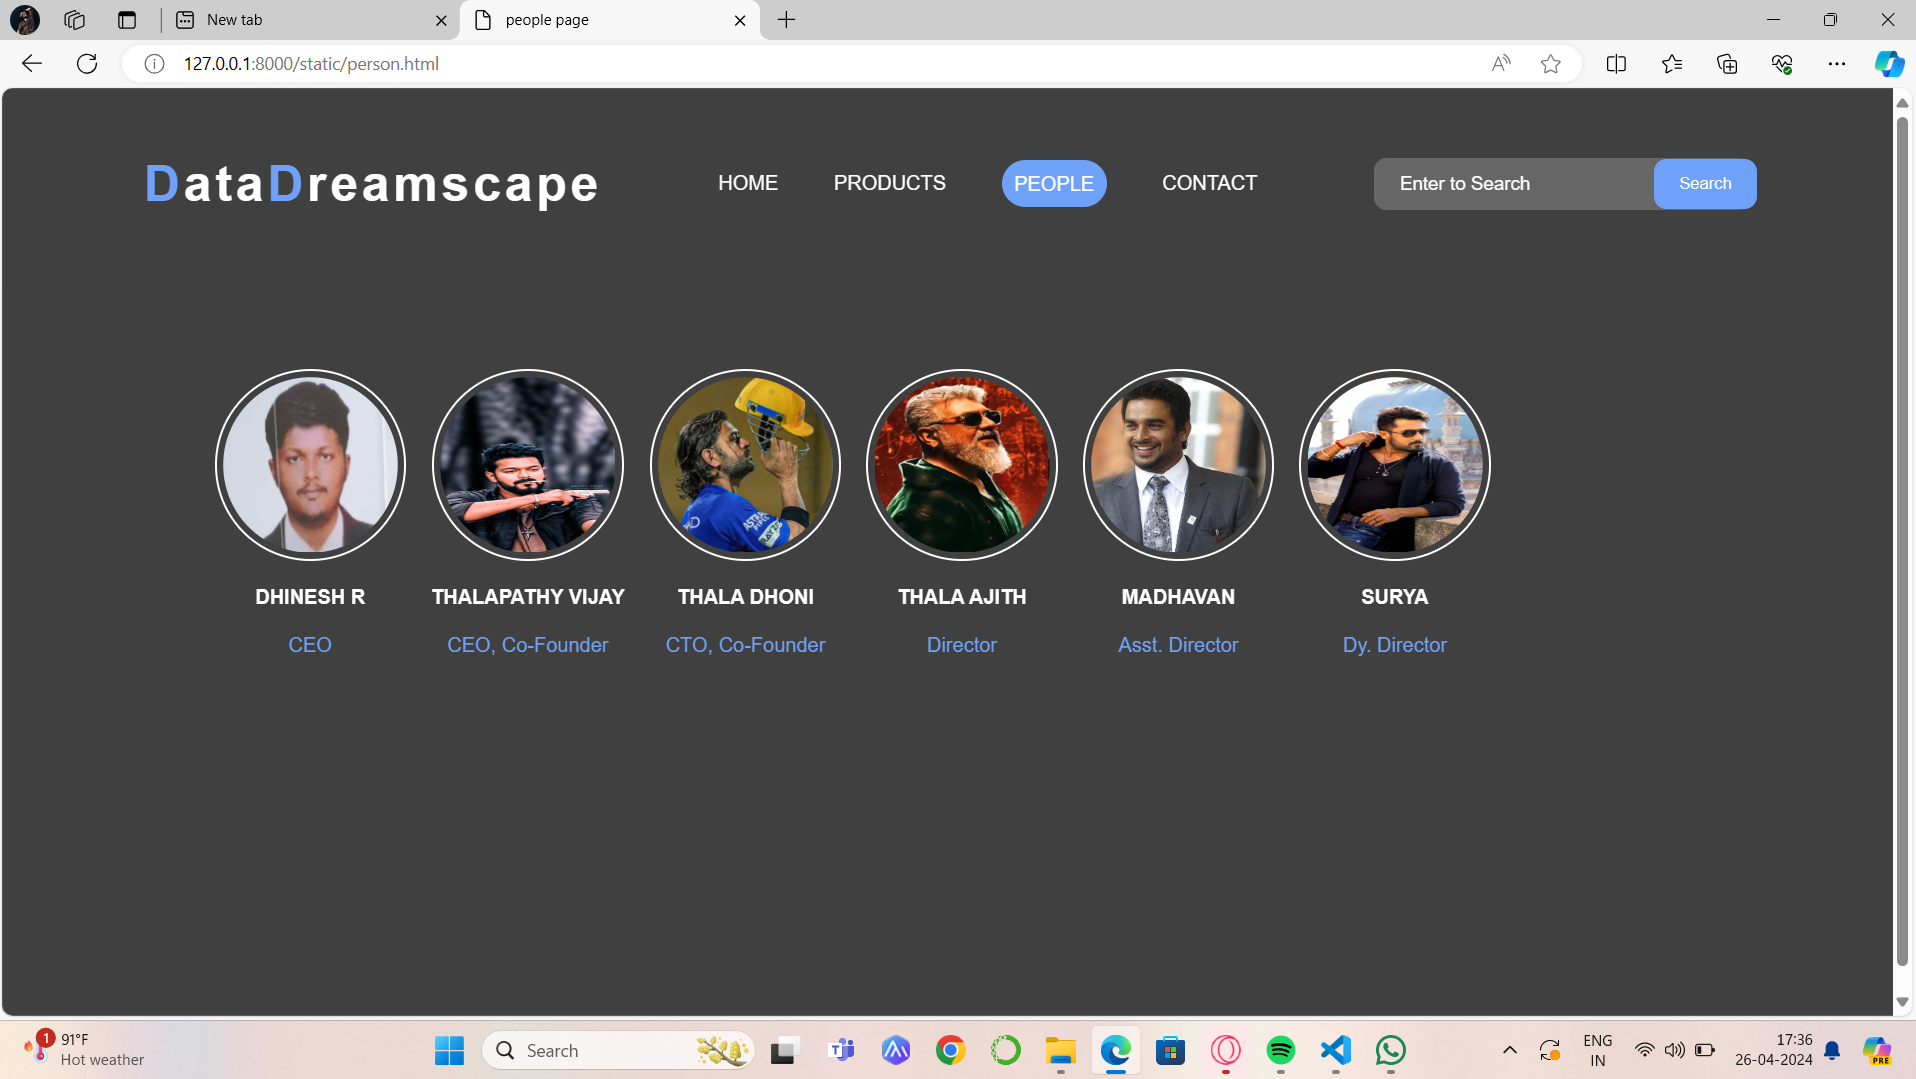 New tab
people page
127.0.0.1:8000/static/person.html
DataDreamscape
HOME
PRODUCTS
PEOPLE
CONTACT
Enter to Search
Search
DHINESH R
THALAPATHY VIJAY
THALA DHONI
THALA AJITH
MADHAVAN
SURYA
CEO
CEO, Co-Founder
CTO, Co-Founder
Director
Asst. Director
Dy. Director
1
91°F
Hot weather
Search
ENG
IN
17:36
26-04-2024
PRE